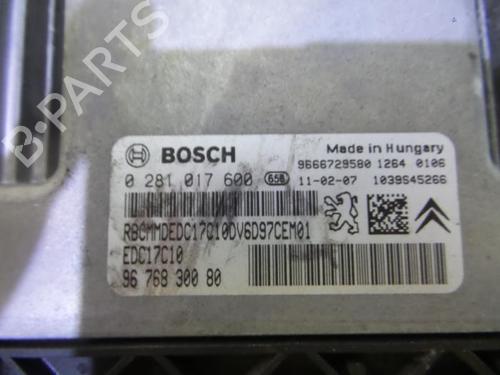 BOSCH
Made in Hungary
9666729580 1264 0106
0 281 017 600 658 11-02-07 1039S45266
RBCMMDEDC17C10DV6D97CEM01
EDC17C10
96 768 300 80
B-PARTS